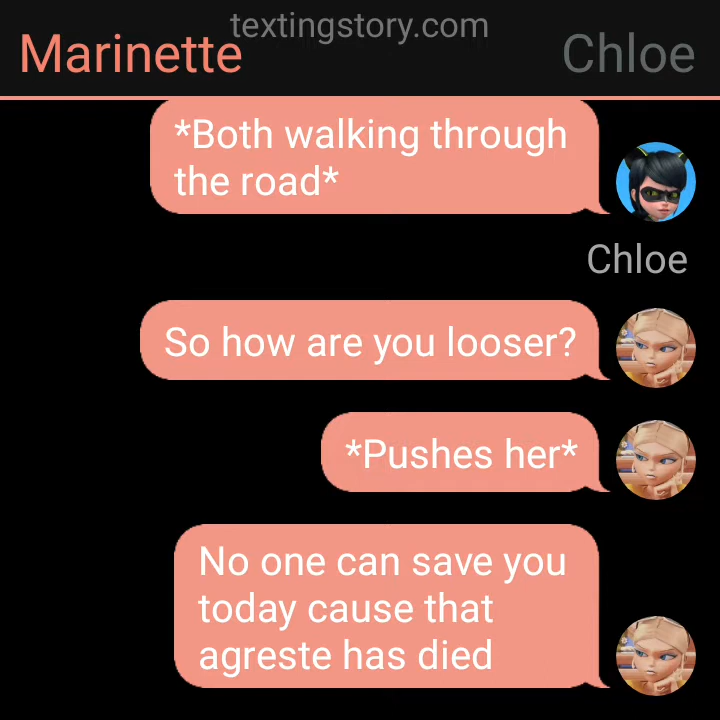 textingstory.com
Marinette
Chloe
*Both walking through
the road*
Chloe
So how are you looser?
*Pushes her*
No one can save you
today cause that
agreste has died